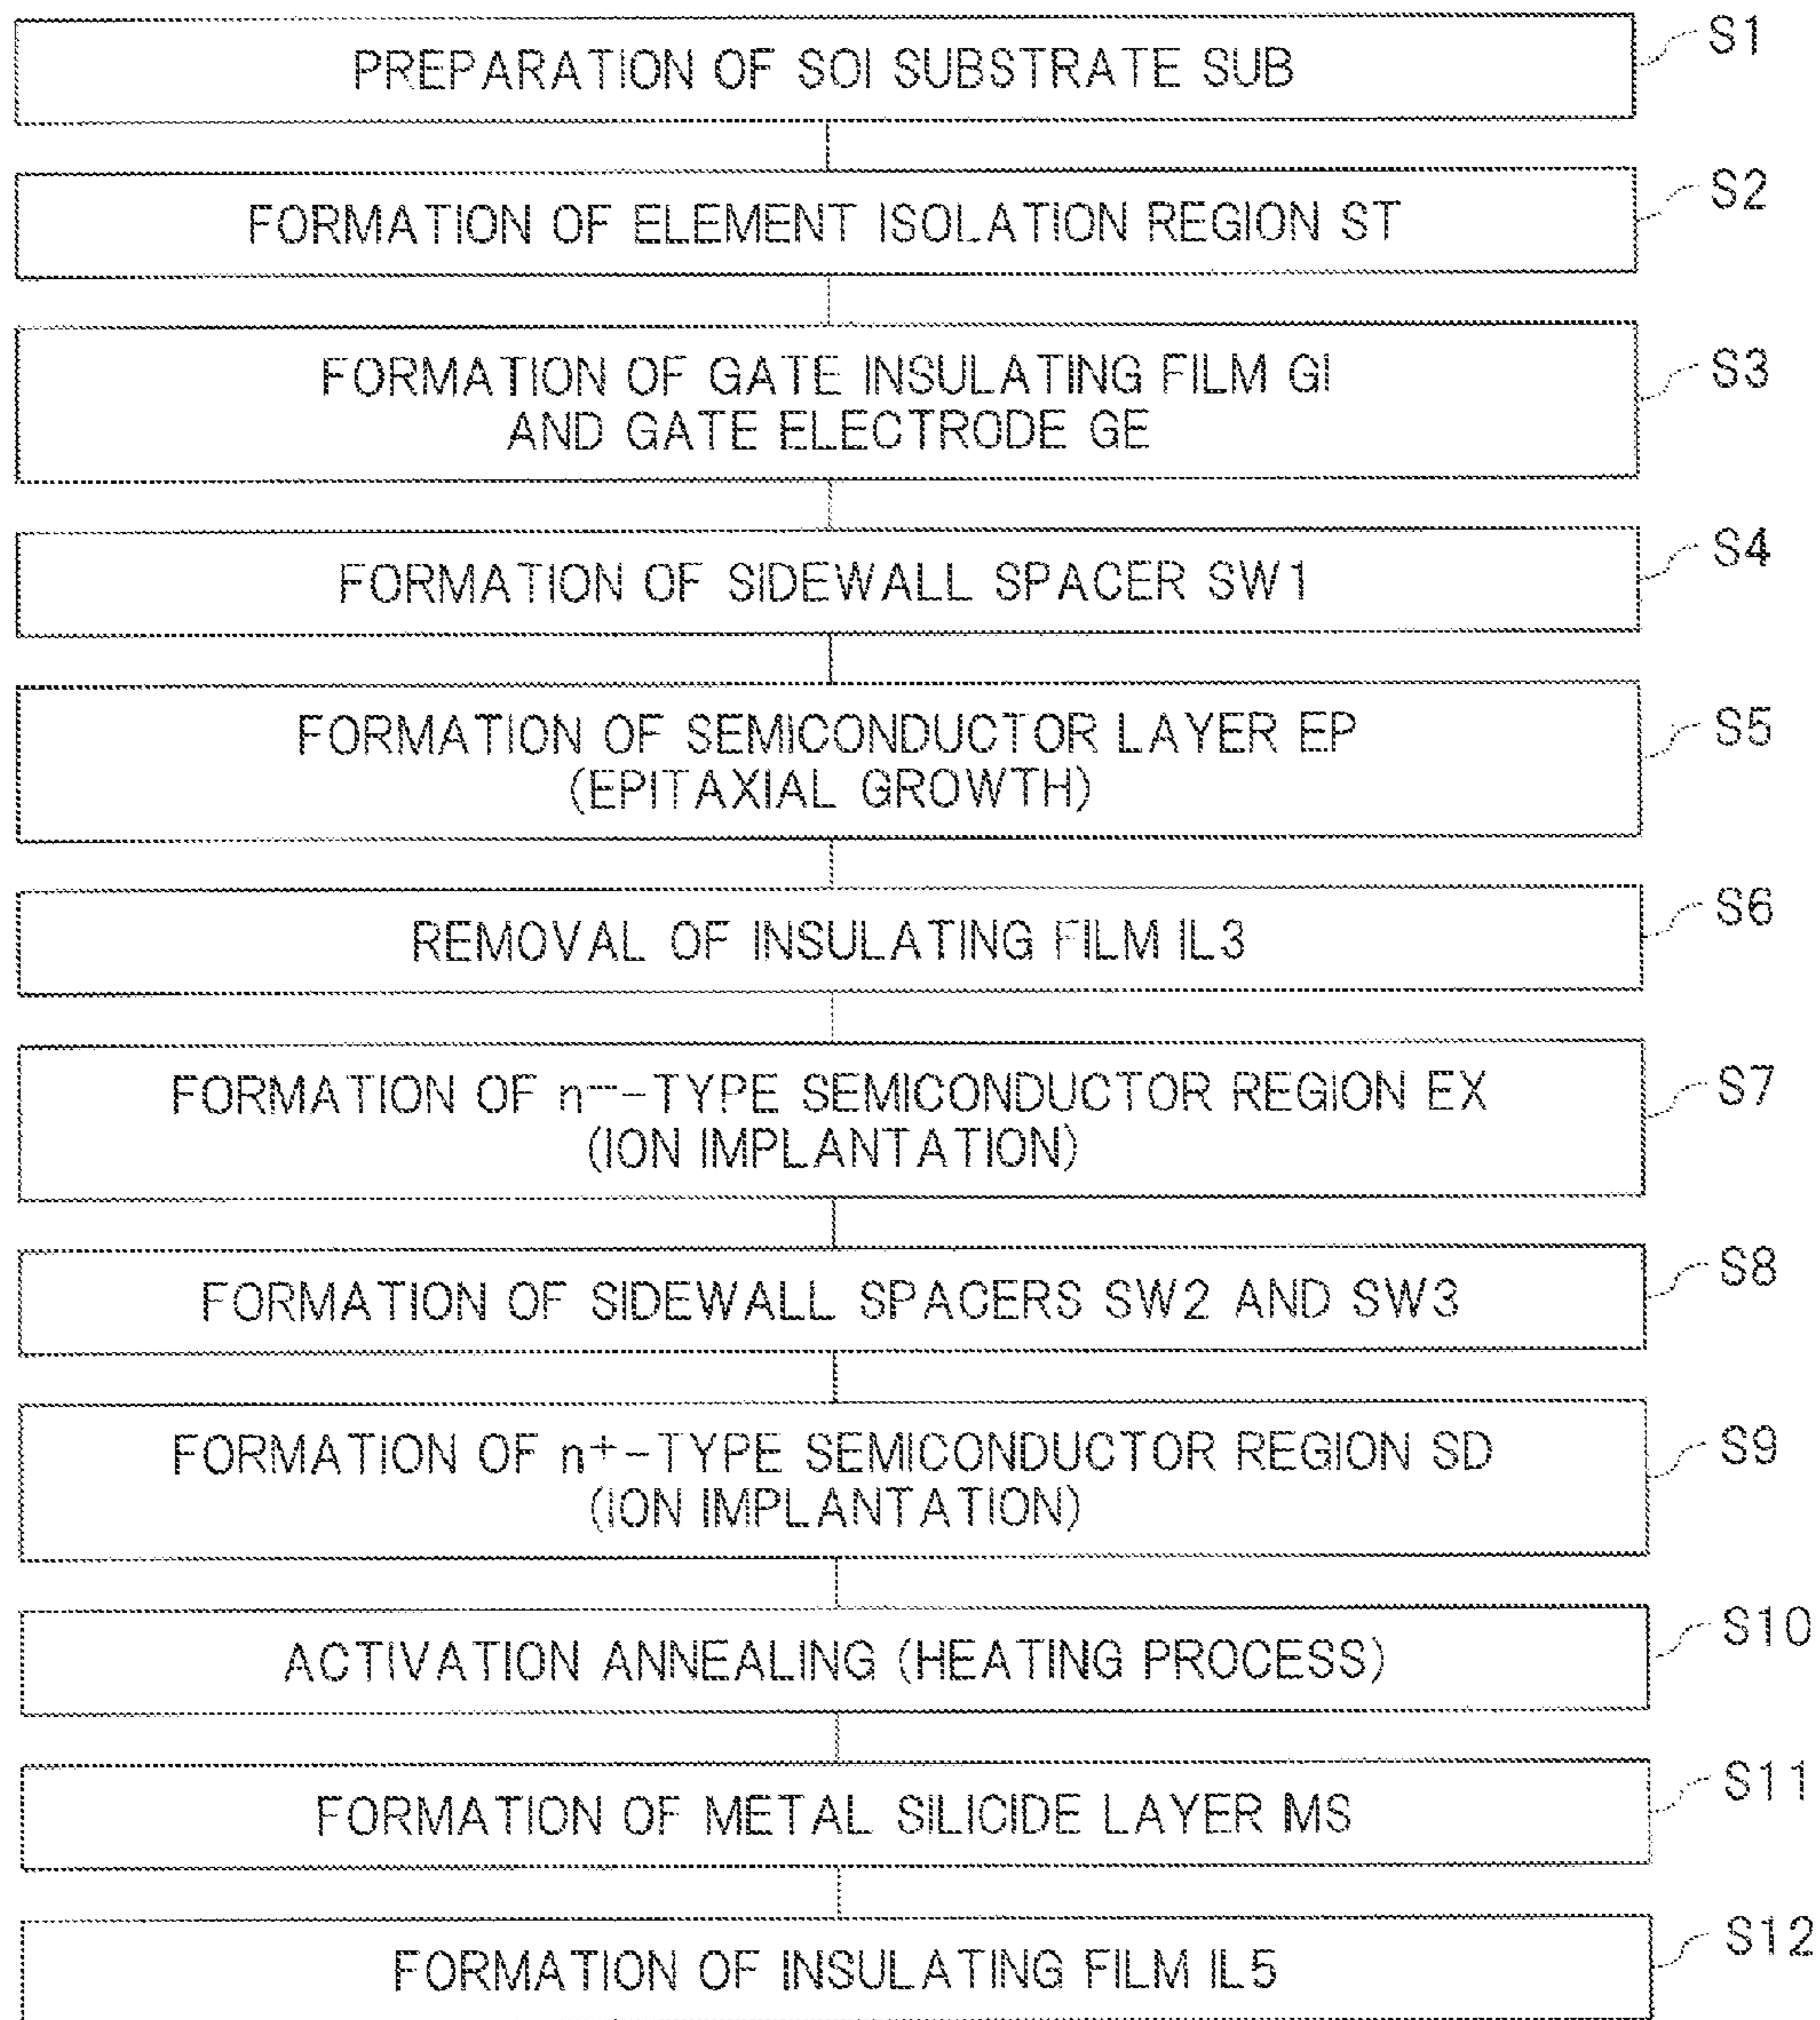 PREPARATION OF SOI SUBSTRATE SUB S1
FORMATION OF ELEMENT ISOLATION REGION ST S2
FORMATION OF GATE INSULATING FILM GI S3
AND GATE ELECTRODE GE
FORMATION OF SIDEWALL SPACER SW1 S4
FORMATION OF SEMICONDUCTOR LAYER EP S5
(EPITAXIAL GROWTH)
REMOVAL OF INSULATING FILM IL3 S6
FORMATION OF n−-TYPE SEMICONDUCTOR REGION EX S7
(ION IMPLANTATION)
FORMATION OF SIDEWALL SPACERS SW2 AND SW3 S8
FORMATION OF n+-TYPE SEMICONDUCTOR REGION SD S9
(ION IMPLANTATION)
ACTIVATION ANNEALING (HEATING PROCESS) S10
FORMATION OF METAL SILICIDE LAYER MS S11
FORMATION OF INSULATING FILM IL5 S12